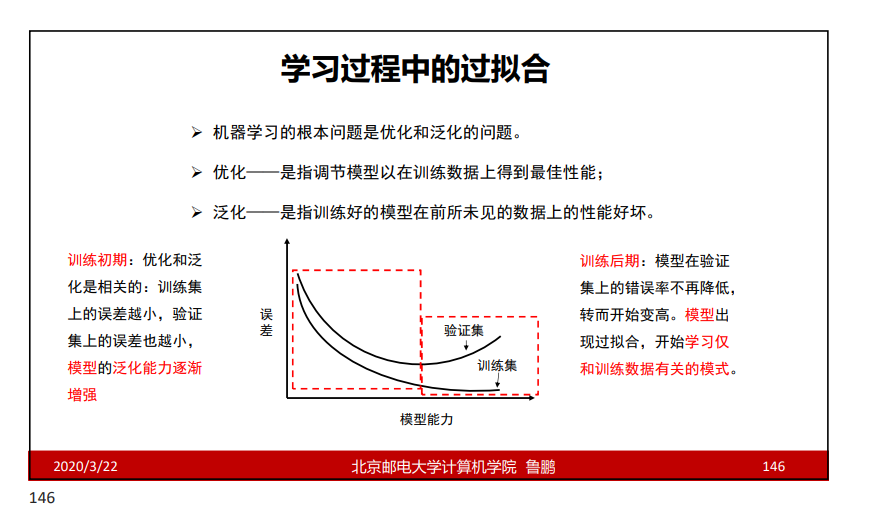 学习过程中的过拟合
➢ 机器学习的根本问题是优化和泛化的问题。
➢ 优化——是指调节模型以在训练数据上得到最佳性能；
➢ 泛化——是指训练好的模型在前所未见的数据上的性能好坏。
训练初期：优化和泛
化是相关的：训练集
上的误差越小，验证
集上的误差也越小，
模型的泛化能力逐渐
增强
误
差
验证集
训练集
模型能力
训练后期：模型在验证
集上的错误率不再降低，
转而开始变高。模型出
现过拟合，开始学习仅
和训练数据有关的模式。
2020/3/22
北京邮电大学计算机学院 鲁鹏
146
146